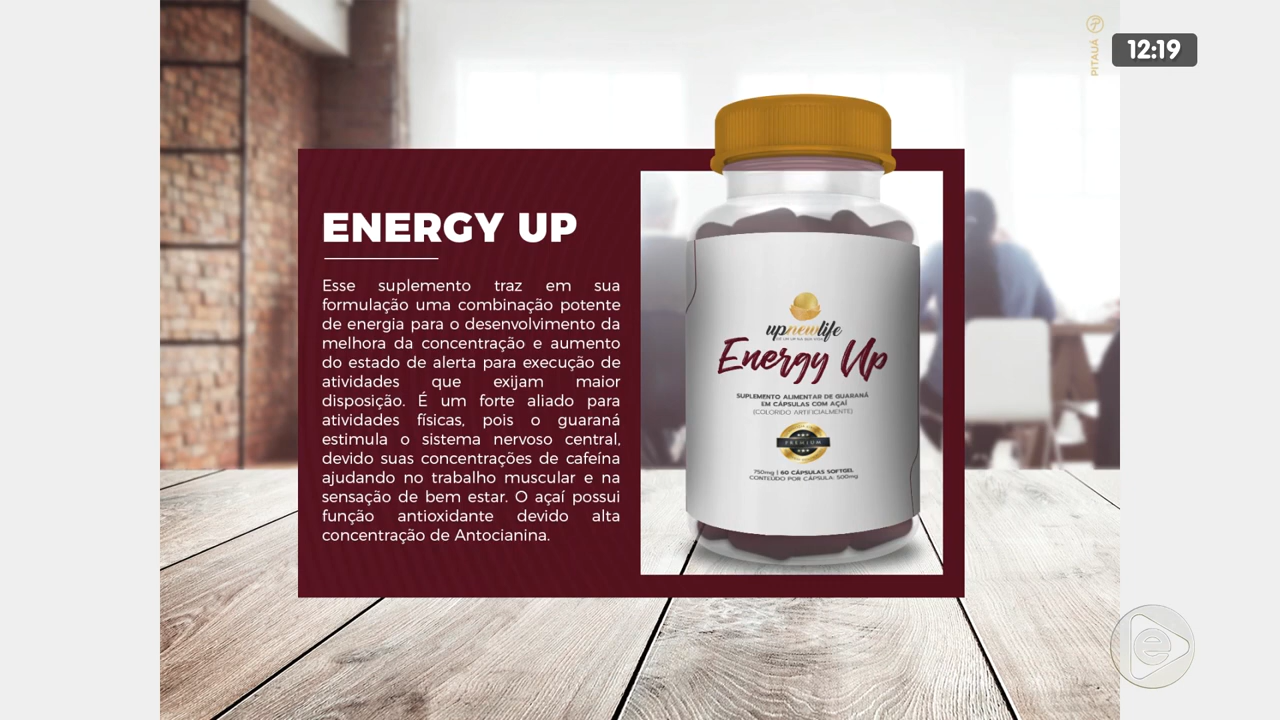 PITAUÁ
12:19
ENERGY UP
Esse suplemento traz em sua
formulação uma combinação potente
de energia para o desenvolvimento da
melhora da concentração e aumento
do estado de alerta para execução de
atividades que exijam maior
disposição. É um forte aliado para
atividades físicas, pois o guaraná
estimula o sistema nervoso central,
devido suas concentrações de cafeína
ajudando no trabalho muscular e na
sensação de bem estar. O açaí possui
função antioxidante devido alta
concentração de Antocianina.
upnewlife
Energy Up
SUPLEMENTO ALIMENTAR DE GUARANÁ
EM CÁPSULAS COM AÇAÍ
(COLORIDO ARTIFICIALMENTE)
PREMIUM
750mg | 60 CÁPSULAS SOFTGEL
CONTEÚDO POR CÁPSULA: 500mg
e